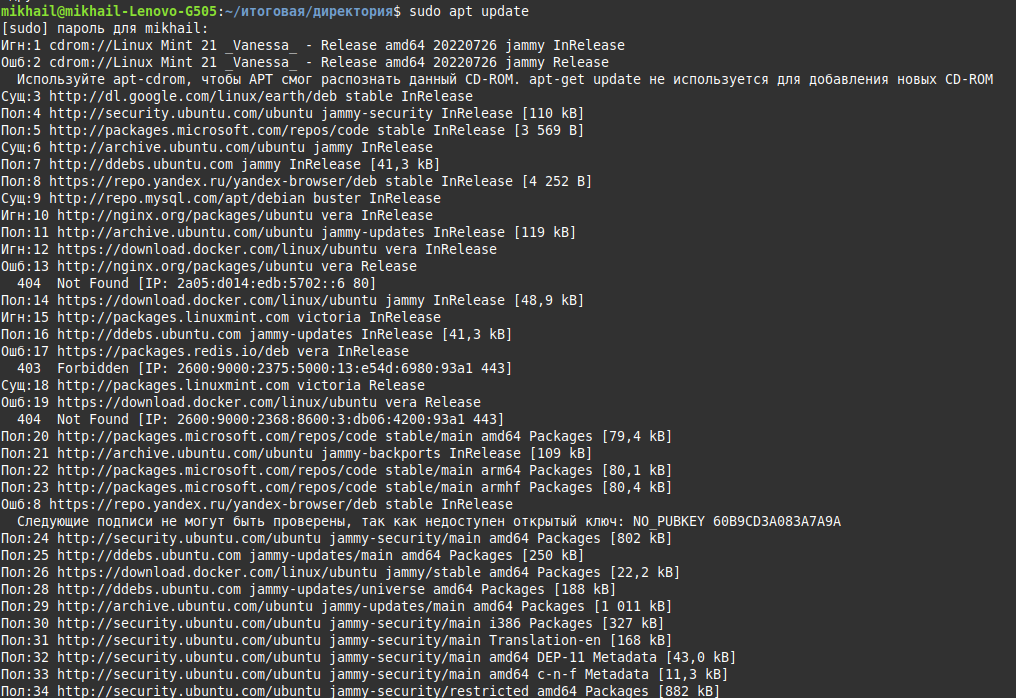 mikhail@mikhail-Lenovo-G505:~/итоговая/директория$ sudo apt update
[sudo] пароль для mikhail:
Игн:1 cdrom://Linux Mint 21 _Vanessa_ - Release amd64 20220726 jammy InRelease
Ошб:2 cdrom://Linux Mint 21 _Vanessa_ - Release amd64 20220726 jammy Release
  Используйте apt-cdrom, чтобы APT смог распознать данный CD-ROM. apt-get update не используется для добавления новых CD-ROM
Сущ:3 http://dl.google.com/linux/earth/deb stable InRelease
Пол:4 http://security.ubuntu.com/ubuntu jammy-security InRelease [110 kB]
Пол:5 http://packages.microsoft.com/repos/code stable InRelease [3 569 B]
Сущ:6 http://archive.ubuntu.com/ubuntu jammy InRelease
Пол:7 http://ddebs.ubuntu.com jammy InRelease [41,3 kB]
Пол:8 https://repo.yandex.ru/yandex-browser/deb stable InRelease [4 252 B]
Сущ:9 http://repo.mysql.com/apt/debian buster InRelease
Игн:10 http://nginx.org/packages/ubuntu vera InRelease
Пол:11 http://archive.ubuntu.com/ubuntu jammy-updates InRelease [119 kB]
Игн:12 https://download.docker.com/linux/ubuntu vera InRelease
Ошб:13 http://nginx.org/packages/ubuntu vera Release
  404  Not Found [IP: 2a05:d014:edb:5702::6 80]
Пол:14 https://download.docker.com/linux/ubuntu jammy InRelease [48,9 kB]
Игн:15 http://packages.linuxmint.com victoria InRelease
Пол:16 http://ddebs.ubuntu.com jammy-updates InRelease [41,3 kB]
Ошб:17 https://packages.redis.io/deb vera InRelease
  403  Forbidden [IP: 2600:9000:2375:5000:13:e54d:6980:93a1 443]
Сущ:18 http://packages.linuxmint.com victoria Release
Ошб:19 https://download.docker.com/linux/ubuntu vera Release
  404  Not Found [IP: 2600:9000:2368:8600:3:db06:4200:93a1 443]
Пол:20 http://packages.microsoft.com/repos/code stable/main amd64 Packages [79,4 kB]
Пол:21 http://archive.ubuntu.com/ubuntu jammy-backports InRelease [109 kB]
Пол:22 http://packages.microsoft.com/repos/code stable/main arm64 Packages [80,1 kB]
Пол:23 http://packages.microsoft.com/repos/code stable/main armhf Packages [80,4 kB]
Ошб:8 https://repo.yandex.ru/yandex-browser/deb stable InRelease
  Следующие подписи не могут быть проверены, так как недоступен открытый ключ: NO_PUBKEY 60B9CD3A083A7A9A
Пол:24 http://security.ubuntu.com/ubuntu jammy-security/main amd64 Packages [802 kB]
Пол:25 http://ddebs.ubuntu.com jammy-updates/main amd64 Packages [250 kB]
Пол:26 https://download.docker.com/linux/ubuntu jammy/stable amd64 Packages [22,2 kB]
Пол:28 http://ddebs.ubuntu.com jammy-updates/universe amd64 Packages [188 kB]
Пол:29 http://archive.ubuntu.com/ubuntu jammy-updates/main amd64 Packages [1 011 kB]
Пол:30 http://security.ubuntu.com/ubuntu jammy-security/main i386 Packages [327 kB]
Пол:31 http://security.ubuntu.com/ubuntu jammy-security/main Translation-en [168 kB]
Пол:32 http://security.ubuntu.com/ubuntu jammy-security/main amd64 DEP-11 Metadata [43,0 kB]
Пол:33 http://security.ubuntu.com/ubuntu jammy-security/main amd64 c-n-f Metadata [11,3 kB]
Пол:34 http://security.ubuntu.com/ubuntu jammy-security/restricted amd64 Packages [882 kB]